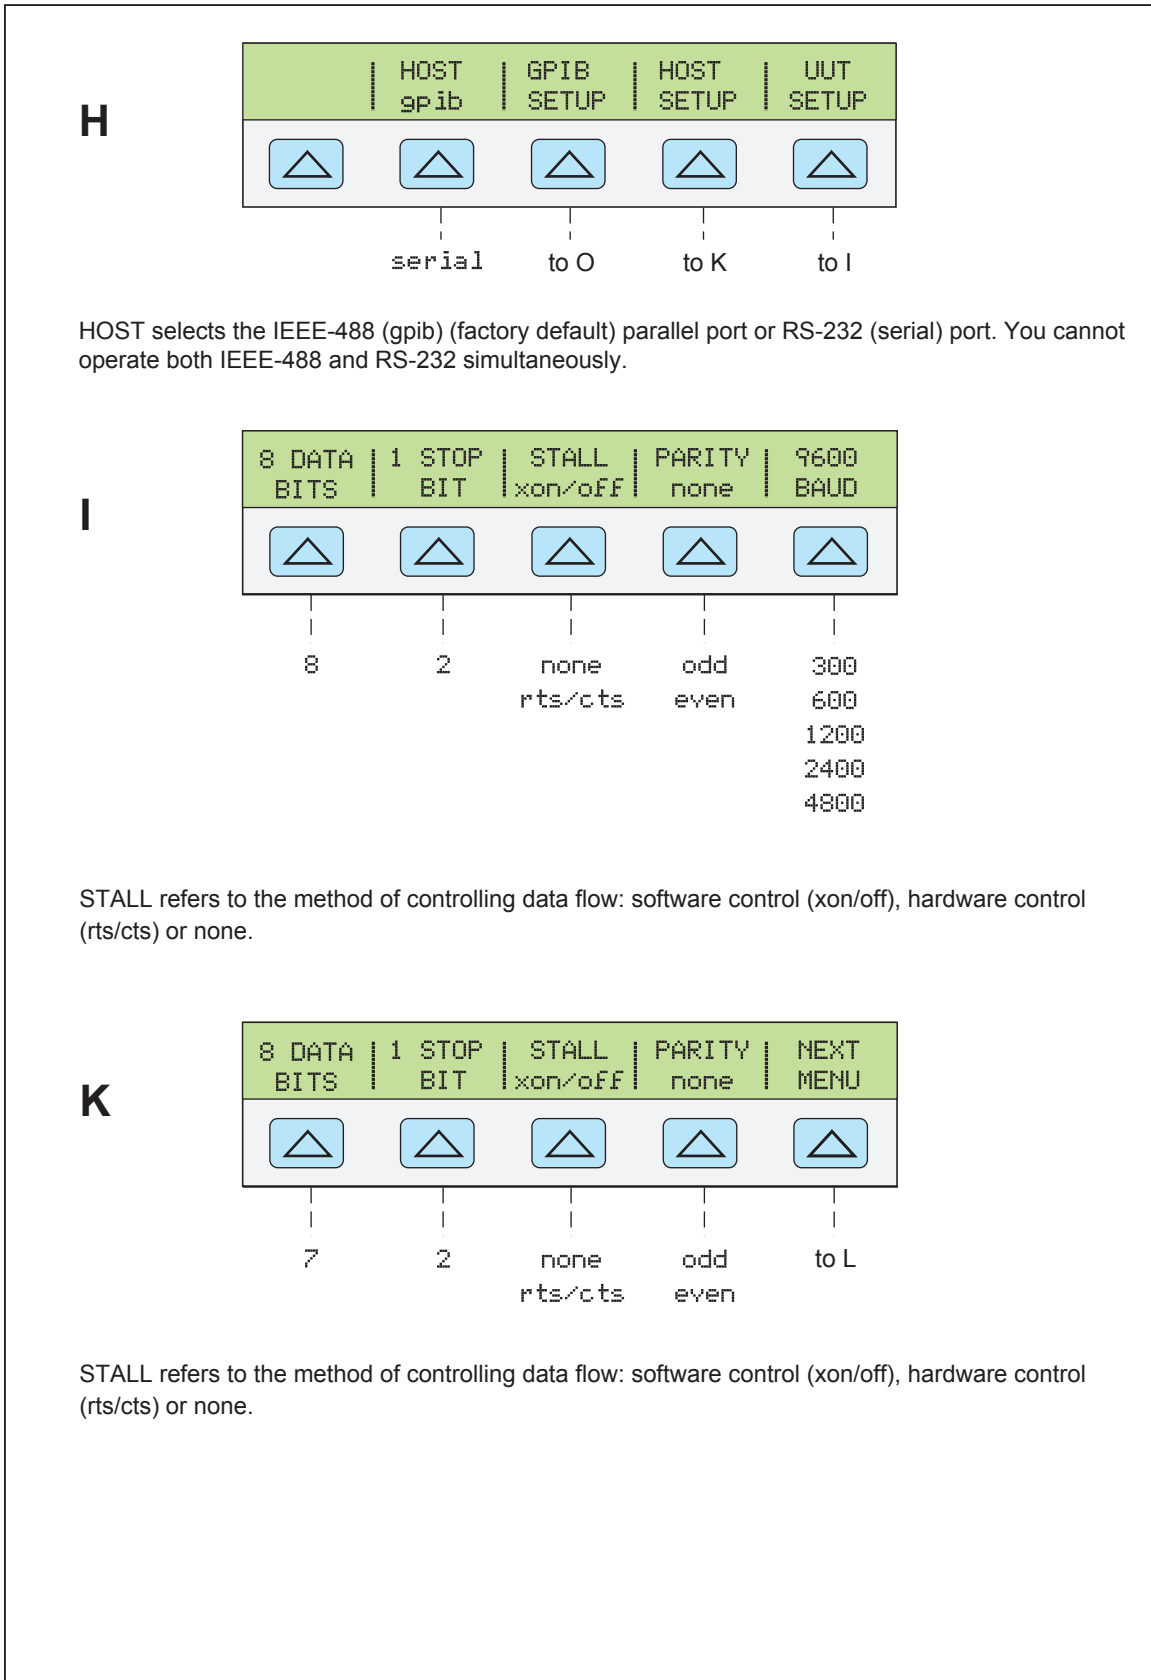 H
HOST GPIB HOST UUT
gpib SETUP SETUP SETUP
serial to O to K to I
HOST selects the IEEE-488 (gpib) (factory default) parallel port or RS-232 (serial) port. You cannot
operate both IEEE-488 and RS-232 simultaneously.
I
8 DATA 1 STOP STALL PARITY 9600
BITS BIT xon/off none BAUD
8 2 none odd 300
rts/cts even 600
1200
2400
4800
STALL refers to the method of controlling data flow: software control (xon/off), hardware control
(rts/cts) or none.
K
8 DATA 1 STOP STALL PARITY NEXT
BITS BIT xon/off none MENU
7 2 none odd to L
rts/cts even
STALL refers to the method of controlling data flow: software control (xon/off), hardware control
(rts/cts) or none.